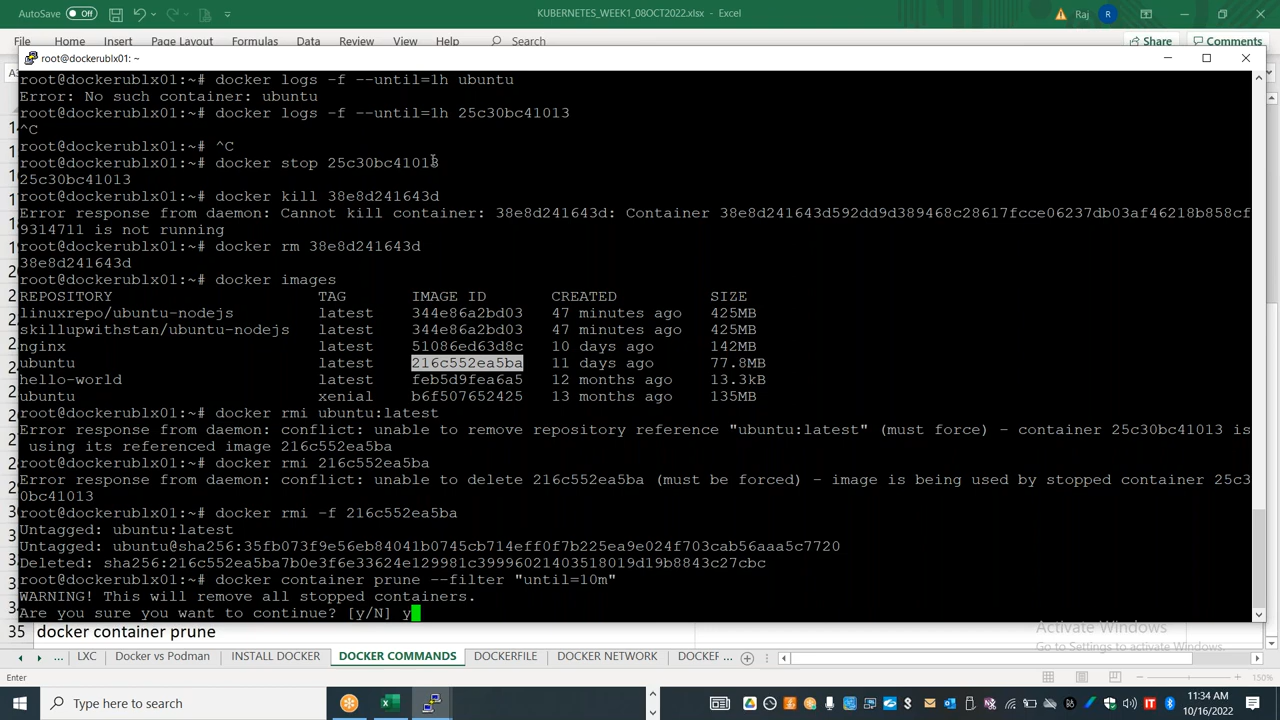 AutoSave Off KUBERNETES_WEEK1_08OCT2022.xlsx - Excel Raj R
File Home Insert Page Layout Formulas Data Review View Help Search Share Comments
root@dockerublx01: ~
root@dockerublx01:~# docker logs -f --until=1h ubuntu
Error: No such container: ubuntu
root@dockerublx01:~# docker logs -f --until=1h 25c30bc41013
^C
root@dockerublx01:~# ^C
root@dockerublx01:~# docker stop 25c30bc41013
25c30bc41013
root@dockerublx01:~# docker kill 38e8d241643d
Error response from daemon: Cannot kill container: 38e8d241643d: Container 38e8d241643d592dd9d389468c28617fcce06237db03af46218b858cf
9314711 is not running
root@dockerublx01:~# docker rm 38e8d241643d
38e8d241643d
root@dockerublx01:~# docker images
REPOSITORY TAG IMAGE ID CREATED SIZE
linuxrepo/ubuntu-nodejs latest 344e86a2bd03 47 minutes ago 425MB
skillupwithstan/ubuntu-nodejs latest 344e86a2bd03 47 minutes ago 425MB
nginx latest 51086ed63d8c 10 days ago 142MB
ubuntu latest 216c552ea5ba 11 days ago 77.8MB
hello-world latest feb5d9fea6a5 12 months ago 13.3kB
ubuntu xenial b6f507652425 13 months ago 135MB
root@dockerublx01:~# docker rmi ubuntu:latest
Error response from daemon: conflict: unable to remove repository reference "ubuntu:latest" (must force) - container 25c30bc41013 is
using its referenced image 216c552ea5ba
root@dockerublx01:~# docker rmi 216c552ea5ba
Error response from daemon: conflict: unable to delete 216c552ea5ba (must be forced) - image is being used by stopped container 25c3
0bc41013
root@dockerublx01:~# docker rmi -f 216c552ea5ba
Untagged: ubuntu:latest
Untagged: ubuntu@sha256:35fb073f9e56eb84041b0745cb714eff0f7b225ea9e024f703cab56aaa5c7720
Deleted: sha256:216c552ea5ba7b0e3f6e33624e129981c39996021403518019d19b8843c27cbc
root@dockerublx01:~# docker container prune --filter "until=10m"
WARNING! This will remove all stopped containers.
Are you sure you want to continue? [y/N] y
35 docker container prune
Activate Windows
Go to Settings to activate Windows.
... LXC Docker vs Podman INSTALL DOCKER DOCKER COMMANDS DOCKERFILE DOCKER NETWORK DOCKEF ...
Enter 150%
Type here to search
11:34 AM
10/16/2022